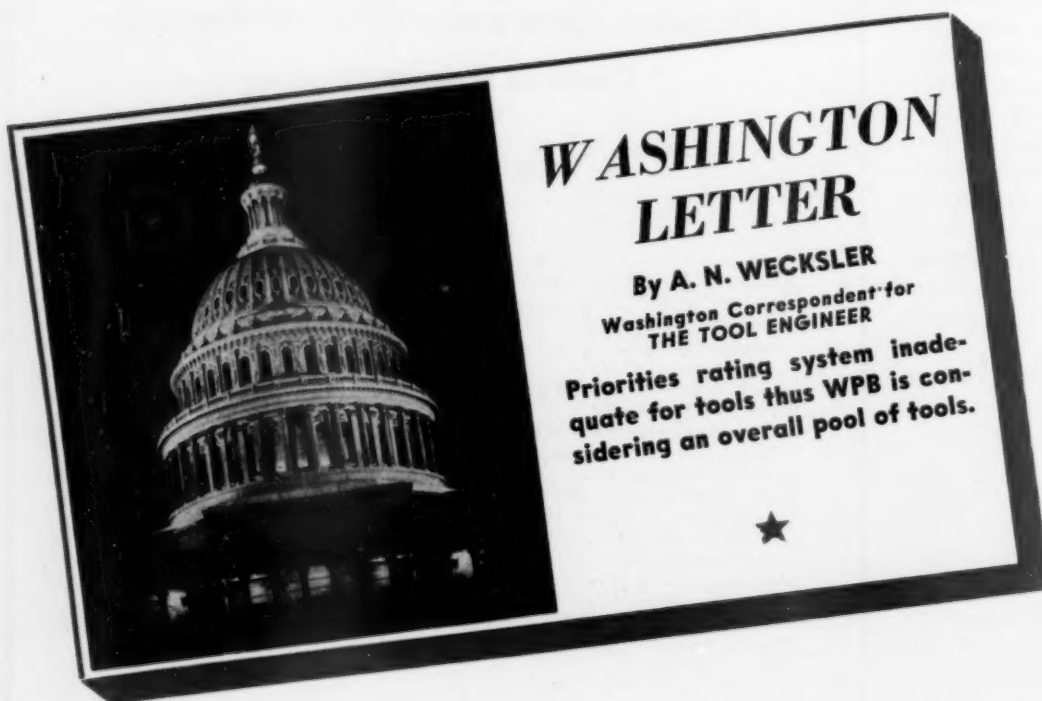 WASHINGTON
LETTER
By A. N. WECKSLER
Washington Correspondent for
THE TOOL ENGINEER
Priorities rating system inade-
quate for tools thus WPB is con-
sidering an overall pool of tools.